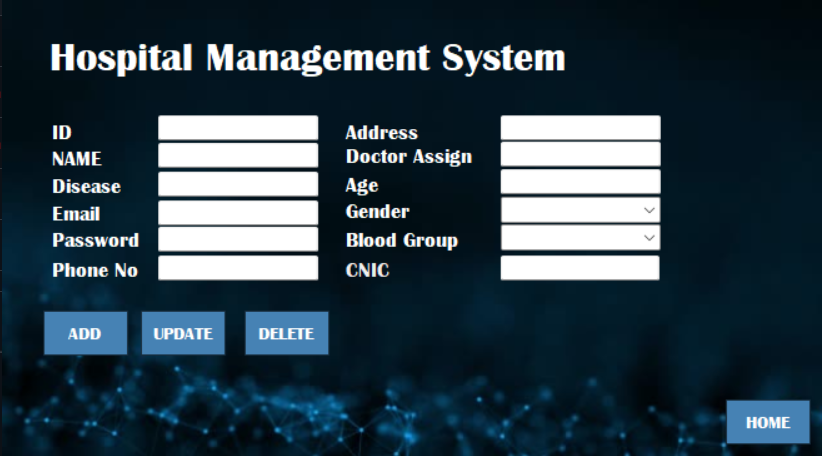 Hospital Management System
ID
Address
NAME
Doctor Assign
Disease
Age
Email
Gender
Password
Blood Group
Phone No
CNIC
ADD
UPDATE
DELETE
HOME